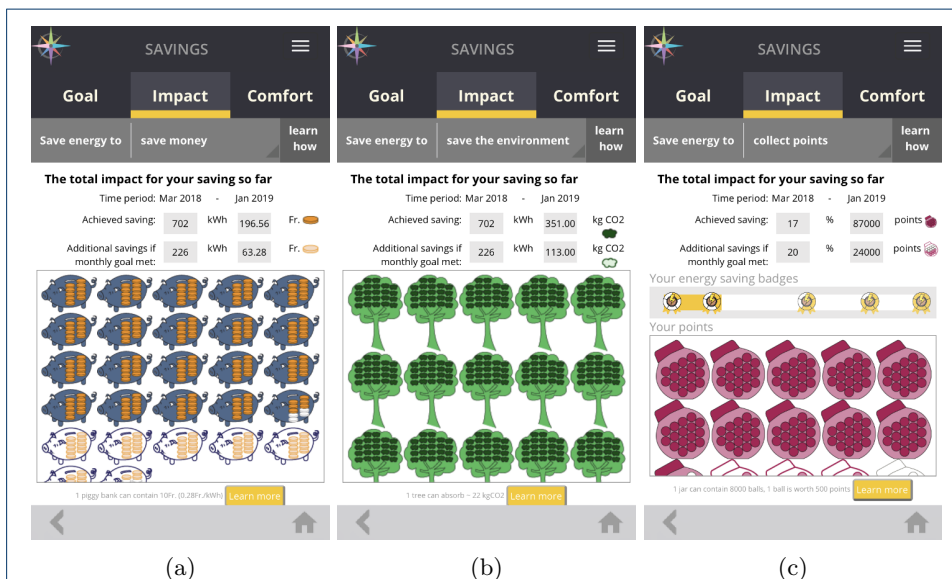 SAVINGS
Goal Impact Comfort
Save energy to save money learn how
The total impact for your saving so far
Time period: Mar 2018 - Jan 2019
Achieved saving: 702 kWh 196.56 Fr.
Additional savings if monthly goal met: 226 kWh 63.28 Fr.
1 piggy bank can contain 10Fr. (0.28Fr./kWh) Learn more
(a)
SAVINGS
Goal Impact Comfort
Save energy to save the environment learn how
The total impact for your saving so far
Time period: Mar 2018 - Jan 2019
Achieved saving: 702 kWh 351.00 kg CO2
Additional savings if monthly goal met: 226 kWh 113.00 kg CO2
1 tree can absorb ~ 22 kgCO2 Learn more
(b)
SAVINGS
Goal Impact Comfort
Save energy to collect points learn how
The total impact for your saving so far
Time period: Mar 2018 - Jan 2019
Achieved saving: 17 % 87000 points
Additional savings if monthly goal met: 20 % 24000 points
Your energy saving badges
Your points
1 jar can contain 8000 balls, 1 ball is worth 500 points Learn more
(c)